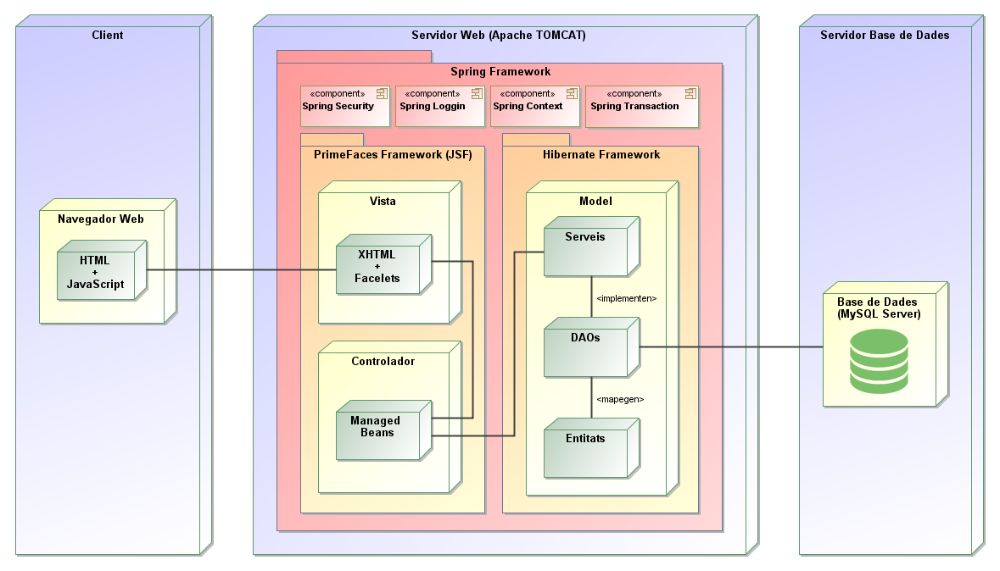 Client
Navegador Web
HTML
+
JavaScript
Servidor Web (Apache TOMCAT)
Spring Framework
«component»
Spring Security
«component»
Spring Loggin
«component»
Spring Context
«component»
Spring Transaction
PrimeFaces Framework (JSF)
Vista
XHTML
+
Facelets
Controlador
Managed
Beans
Hibernate Framework
Model
Serveis
<implementen>
DAOs
<mapegen>
Entitats
Servidor Base de Dades
Base de Dades
(MySQL Server)